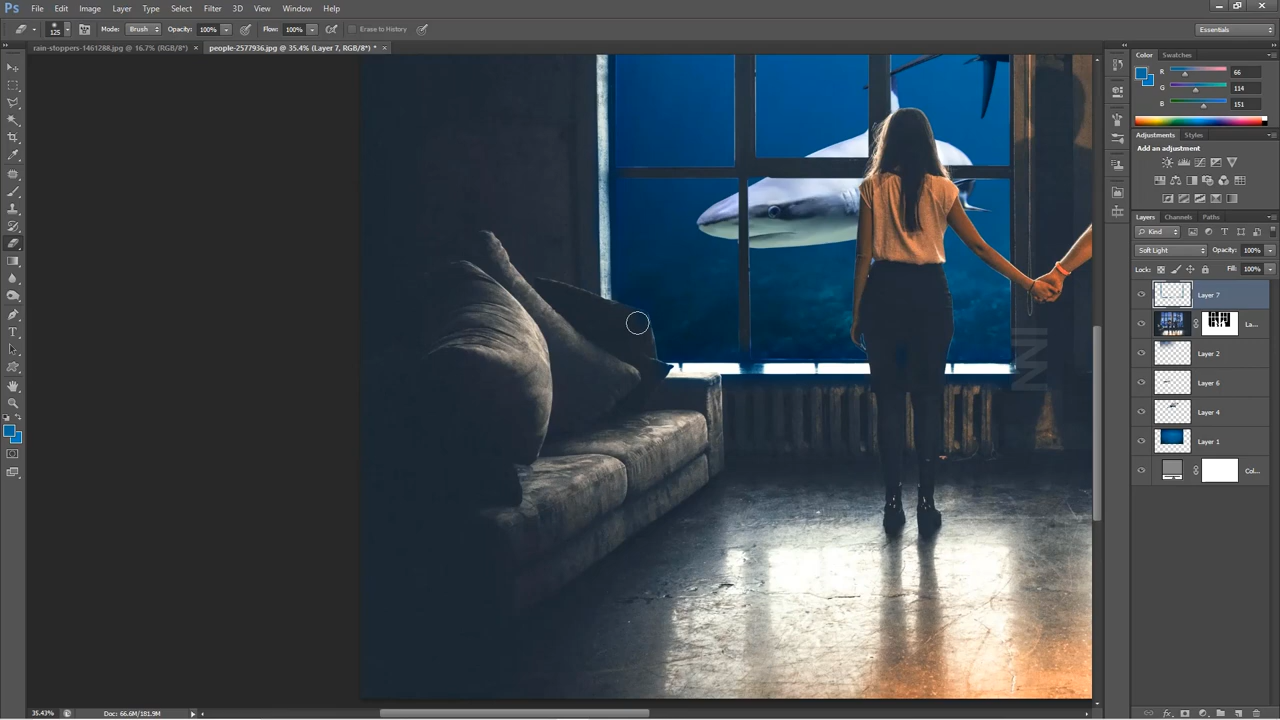 Ps File Edit Image Layer Type Select Filter 3D View Window Help
125 Mode: Brush Opacity: 100% Flow: 100% Erase to History Essentials
rain-stoppers-1461288.jpg @ 16.7% (RGB/8*) × people-2577936.jpg @ 35.4% (Layer 7, RGB/8*) * ×
Color Swatches
R 66
G 114
B 151
Adjustments Styles
Add an adjustment
Layers Channels Paths
Kind
Soft Light Opacity: 100%
Lock: Fill: 100%
Layer 7
La...
Layer 2
Layer 6
Layer 4
Layer 1
Col...
35.43% Doc: 66.6M/181.9M